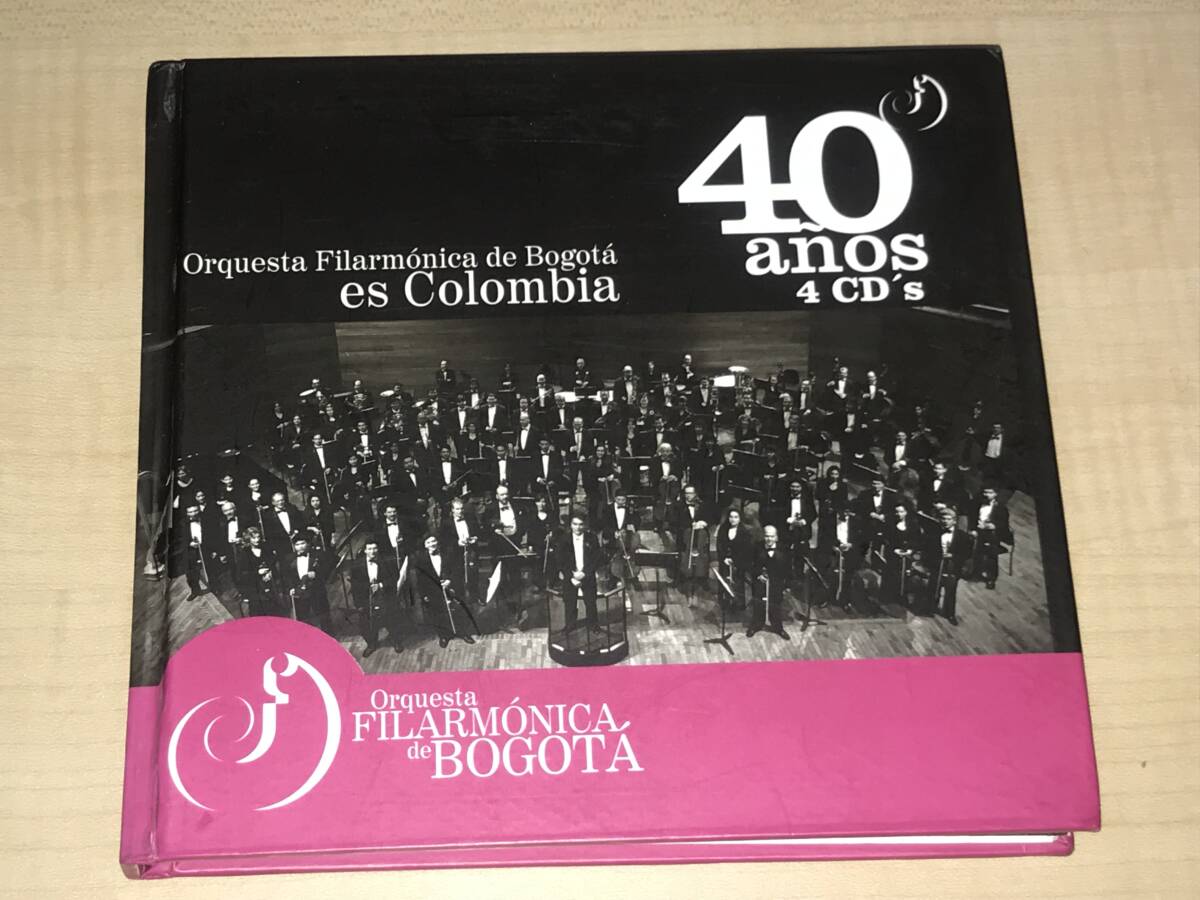 40
años
4 CD´s
Orquesta Filarmónica de Bogotá
es Colombia
Orquesta
FILARMÓNICA
de BOGOTÁ